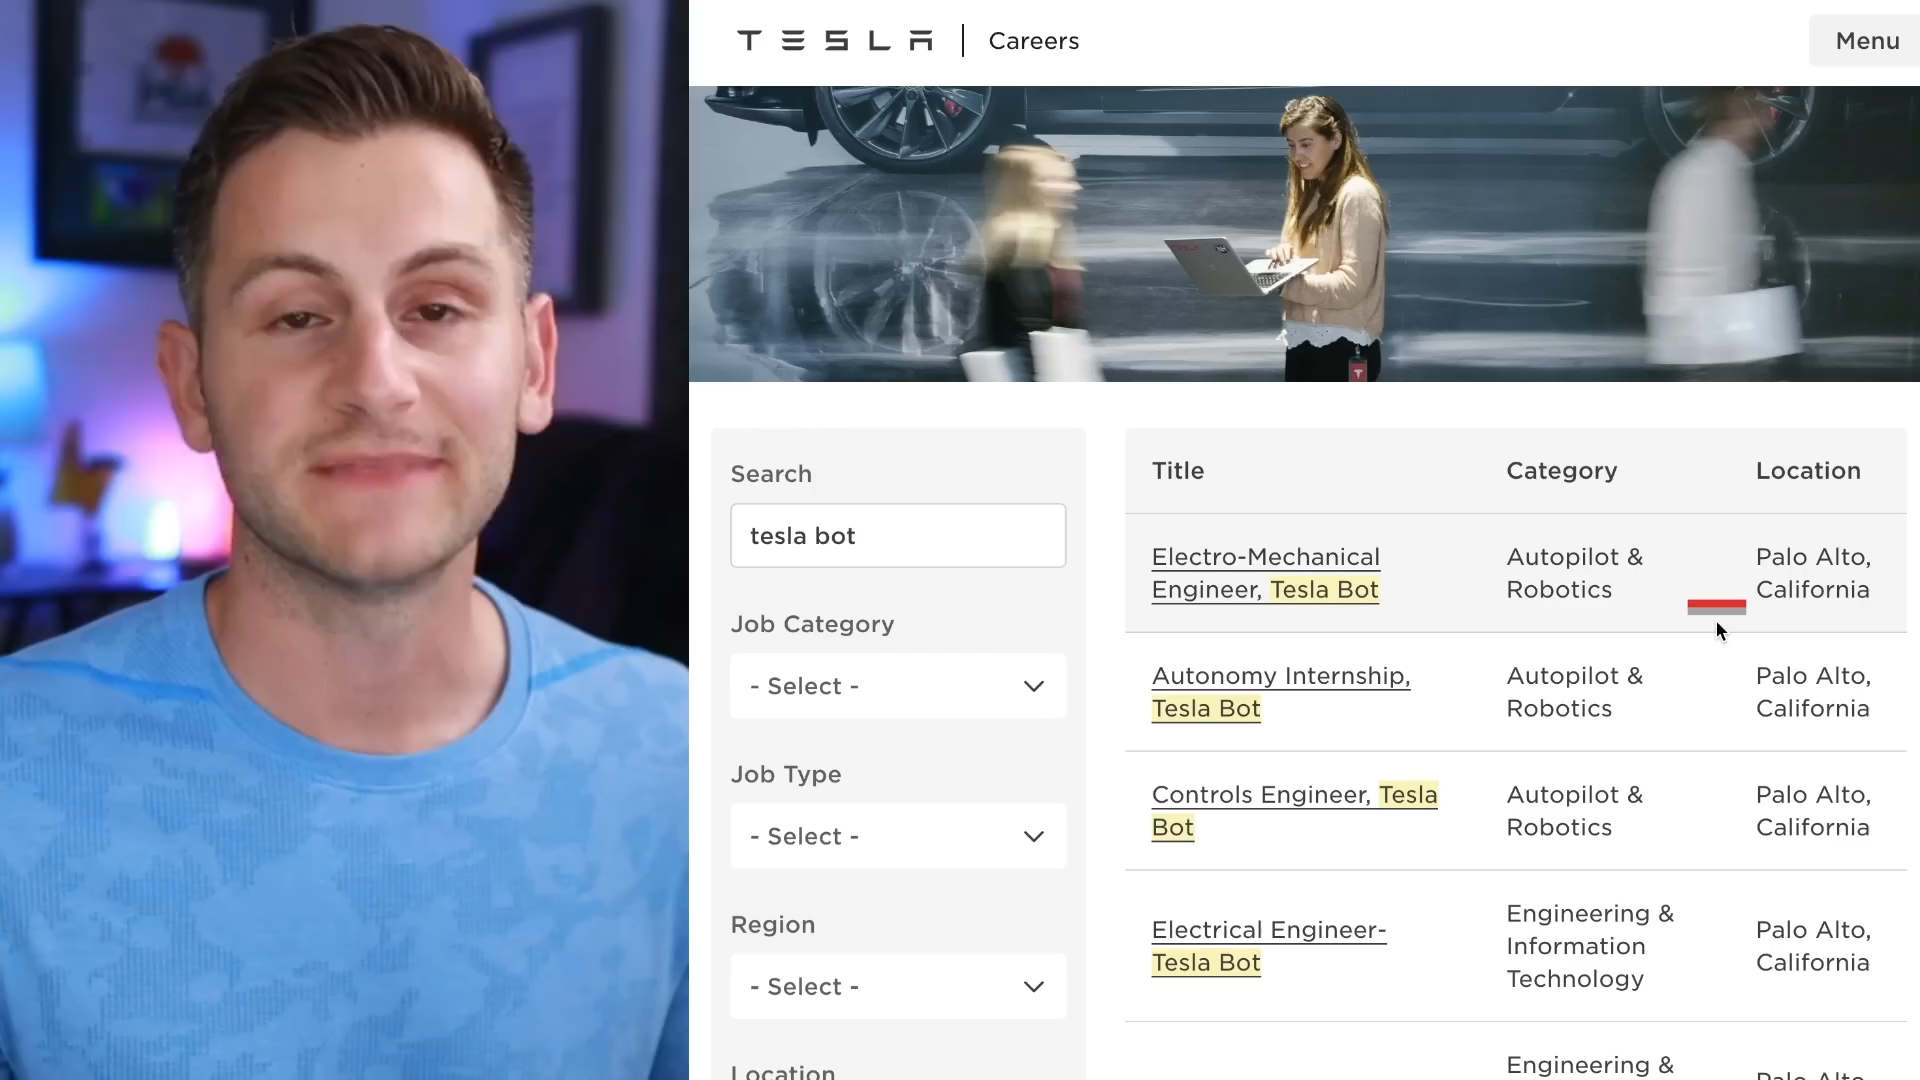 TESLA | Careers
Menu
Search
tesla bot
Job Category
- Select -
Job Type
- Select -
Region
- Select -
Location
Title Category Location
Electro-Mechanical
Engineer, Tesla Bot
Autopilot &
Robotics
Palo Alto,
California
Autonomy Internship,
Tesla Bot
Autopilot &
Robotics
Palo Alto,
California
Controls Engineer, Tesla
Bot
Autopilot &
Robotics
Palo Alto,
California
Electrical Engineer-
Tesla Bot
Engineering &
Information
Technology
Palo Alto,
California
Engineering &
Palo Alto,